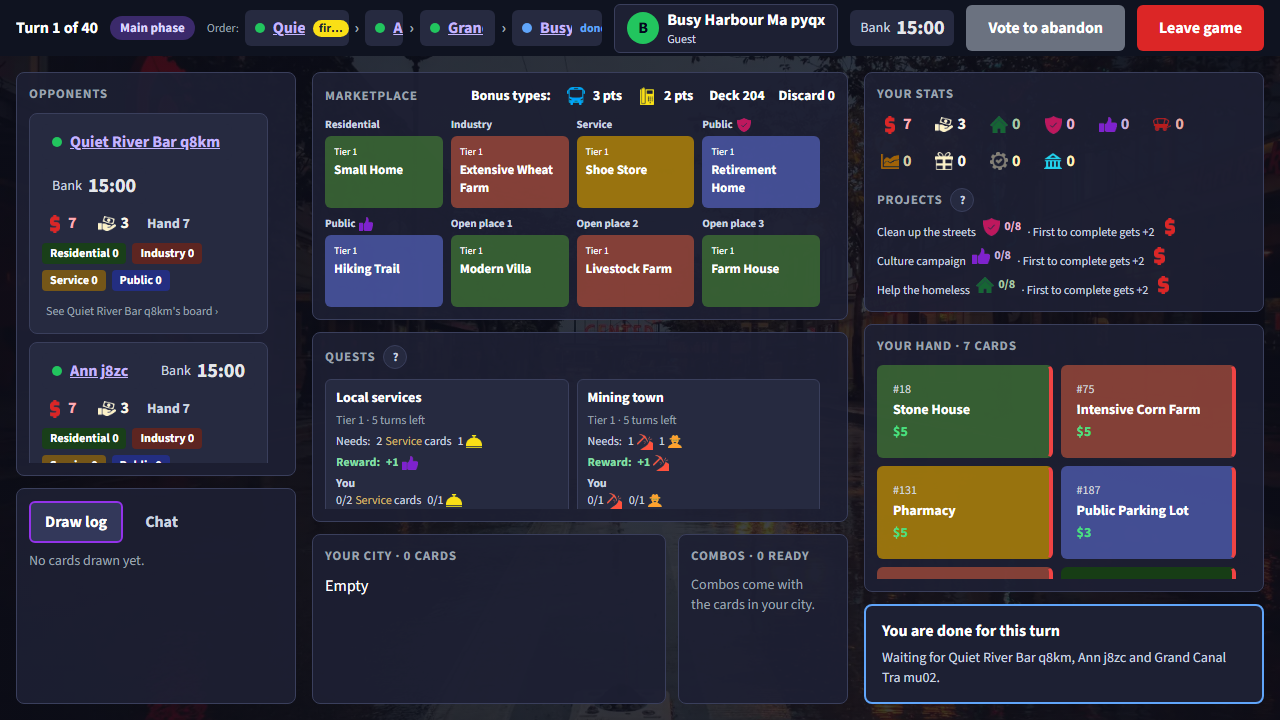 Turn 1 of 40
Main phase
Order:
Quie
fir...
›
A
›
Gran
›
Busy
done
B
Busy Harbour Ma pyqx
Guest
Bank 15:00
Vote to abandon
Leave game
OPPONENTS
Quiet River Bar q8km
Bank 15:00
7 3 Hand 7
Residential 0 Industry 0
Service 0 Public 0
See Quiet River Bar q8km's board ›
Ann j8zc Bank 15:00
7 3 Hand 7
Residential 0 Industry 0
Service 0 Public 0
Draw log Chat
No cards drawn yet.
MARKETPLACE Bonus types: 3 pts 2 pts Deck 204 Discard 0
Residential Industry Service Public
Tier 1
Small Home
Tier 1
Extensive Wheat
Farm
Tier 1
Shoe Store
Tier 1
Retirement
Home
Public Open place 1 Open place 2 Open place 3
Tier 1
Hiking Trail
Tier 1
Modern Villa
Tier 1
Livestock Farm
Tier 1
Farm House
QUESTS ?
Local services
Tier 1 · 5 turns left
Needs: 2 Service cards 1
Reward: +1
You
0/2 Service cards 0/1
Mining town
Tier 1 · 5 turns left
Needs: 1 1
Reward: +1
You
0/1 0/1
YOUR CITY · 0 CARDS
Empty
COMBOS · 0 READY
Combos come with
the cards in your city.
YOUR STATS
7 3 0 0 0 0
0 0 0 0
PROJECTS ?
Clean up the streets 0/8 · First to complete gets +2
Culture campaign 0/8 · First to complete gets +2
Help the homeless 0/8 · First to complete gets +2
YOUR HAND · 7 CARDS
#18
Stone House
$5
#75
Intensive Corn Farm
$5
#131
Pharmacy
$5
#187
Public Parking Lot
$3
You are done for this turn
Waiting for Quiet River Bar q8km, Ann j8zc and Grand Canal
Tra mu02.